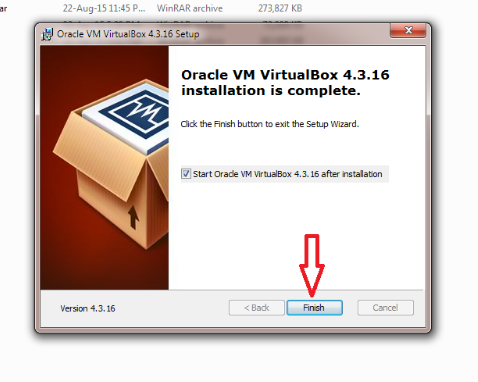 ar 22-Aug-15 11:45 P... WinRAR archive 273,827 KB
Oracle VM VirtualBox 4.3.16 Setup
Oracle VM VirtualBox 4.3.16
installation is complete.
Click the Finish button to exit the Setup Wizard.
Start Oracle VM VirtualBox 4.3.16 after installation
Version 4.3.16
< Back
Finish
Cancel